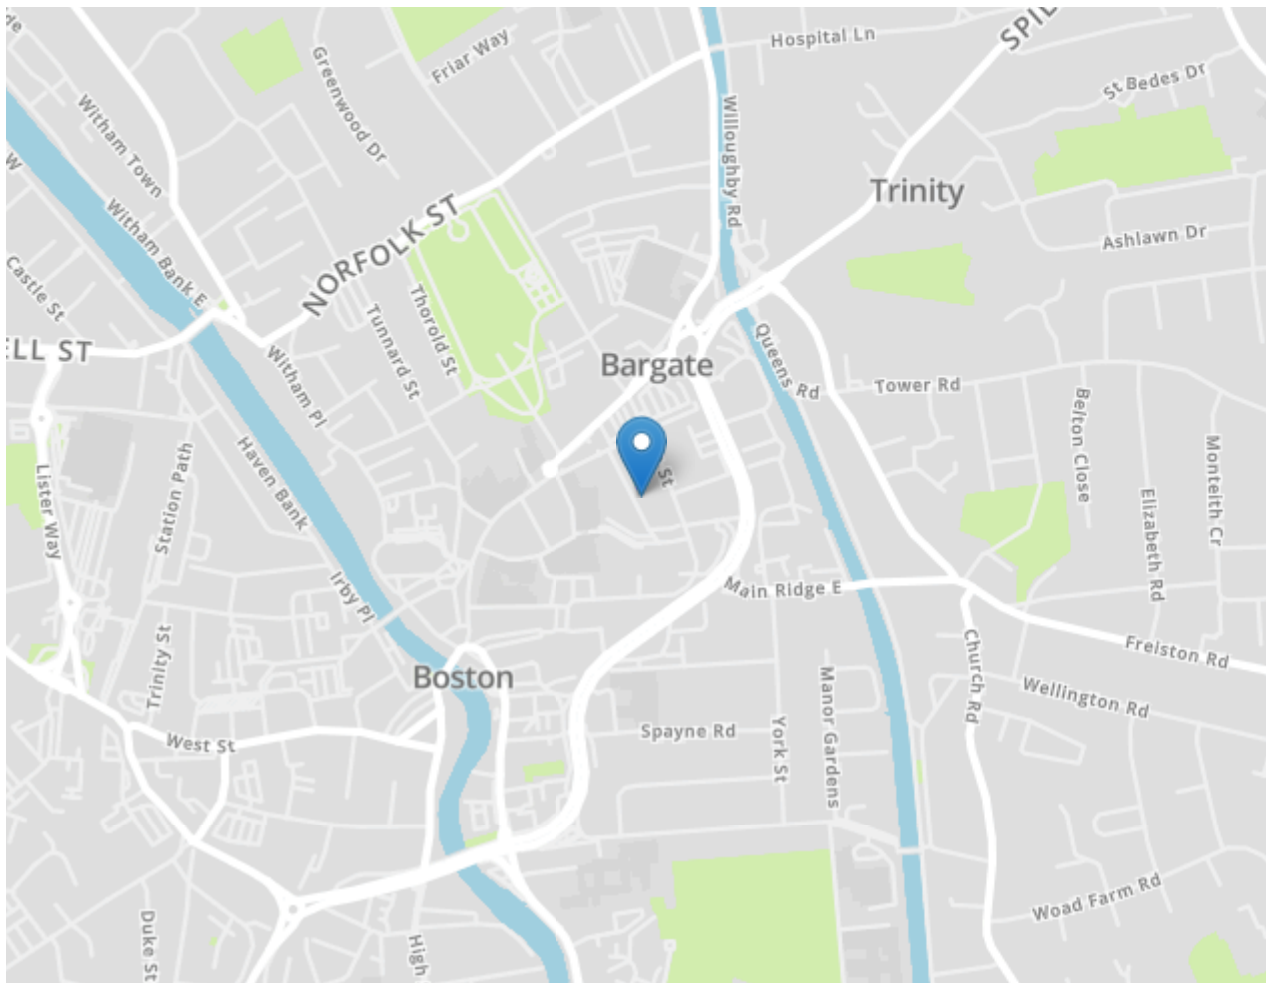 de
SPIL
Hospital Ln
Friar Way
Greenwood Dr
St Bedes Dr
Witham Town
Willoughby Rd
W
Trinity
NORFOLK ST
Witham Bank E
Ashlawn Dr
Castle St
Thorold St
Tunnard St
ELL ST
Witham Pl
Bargate
Queens Rd
Tower Rd
Belton Close
Station Path
Haven Bank
Lister Way
St
Monteith Cr
Elizabeth Rd
Irby Pl
Main Ridge E
Trinity St
Boston
Church Rd
Freiston Rd
Wellington Rd
Manor Gardens
West St
Spayne Rd
York St
Woad Farm Rd
Duke St
High